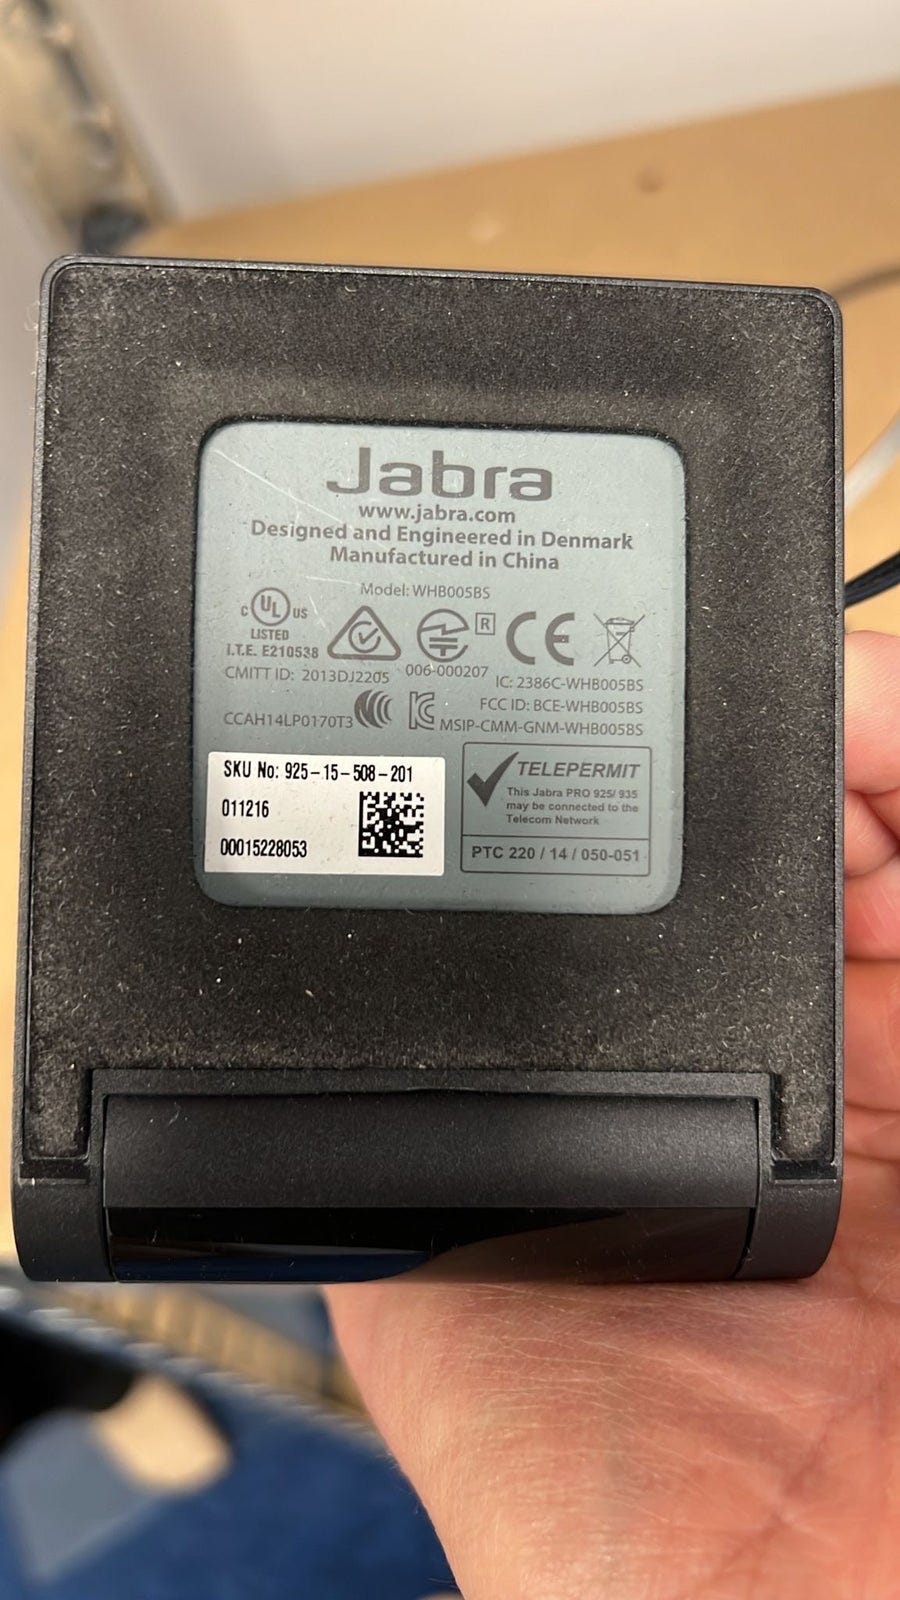 Jabra
www.jabra.com
Designed and Engineered in Denmark
Manufactured in China
Model: WHB005BS
C UL US
LISTED
I.T.E. E210538
R
CE
CMITT ID: 2013DJ2205
006-000207
IC: 2386C-WHB005BS
FCC ID: BCE-WHB005BS
CCAH14LP0170T3
MSIP-CMM-GNM-WHB005BS
SKU No: 925-15-508-201
011216
00015228053
TELEPERMIT
This Jabra PRO 925/ 935
may be connected to the
Telecom Network
PTC 220 / 14 / 050-051